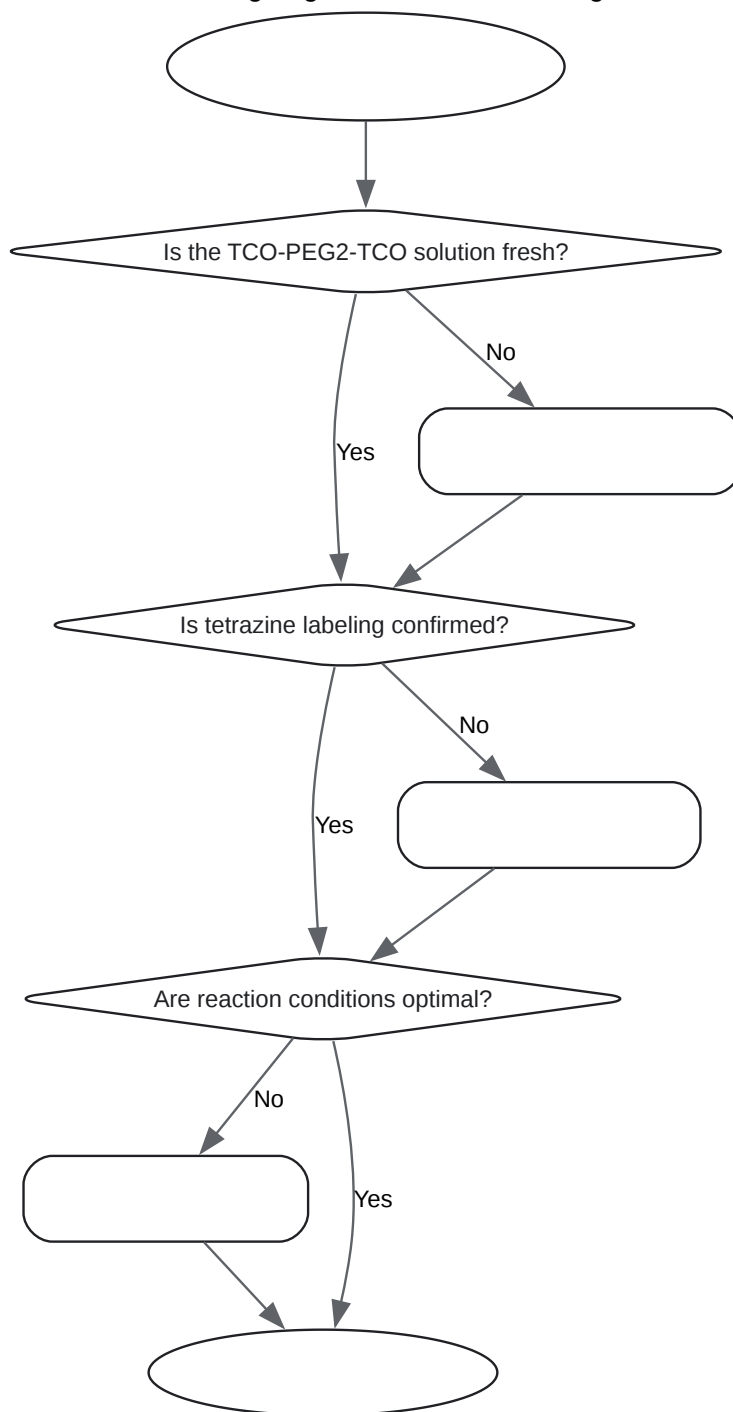 Is the TCO-PEG2-TCO solution fresh?
No
Yes
Is tetrazine labeling confirmed?
No
Yes
Are reaction conditions optimal?
No
Yes